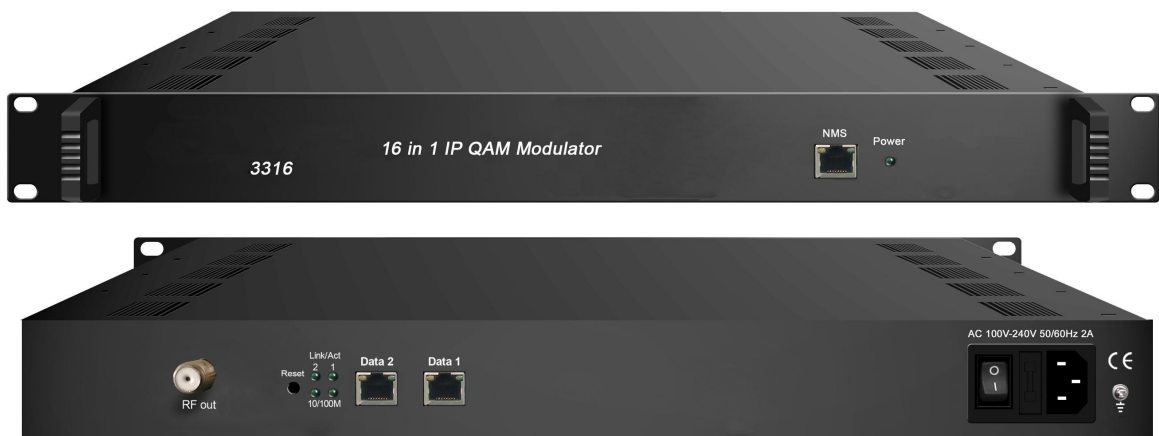 NMS
Power
16 in 1 IP QAM Modulator
3316
AC 100V-240V 50/60Hz 2A
Link/Act
2 1
Data 2
Data 1
Reset
10/100M
RF out
O
I
CE